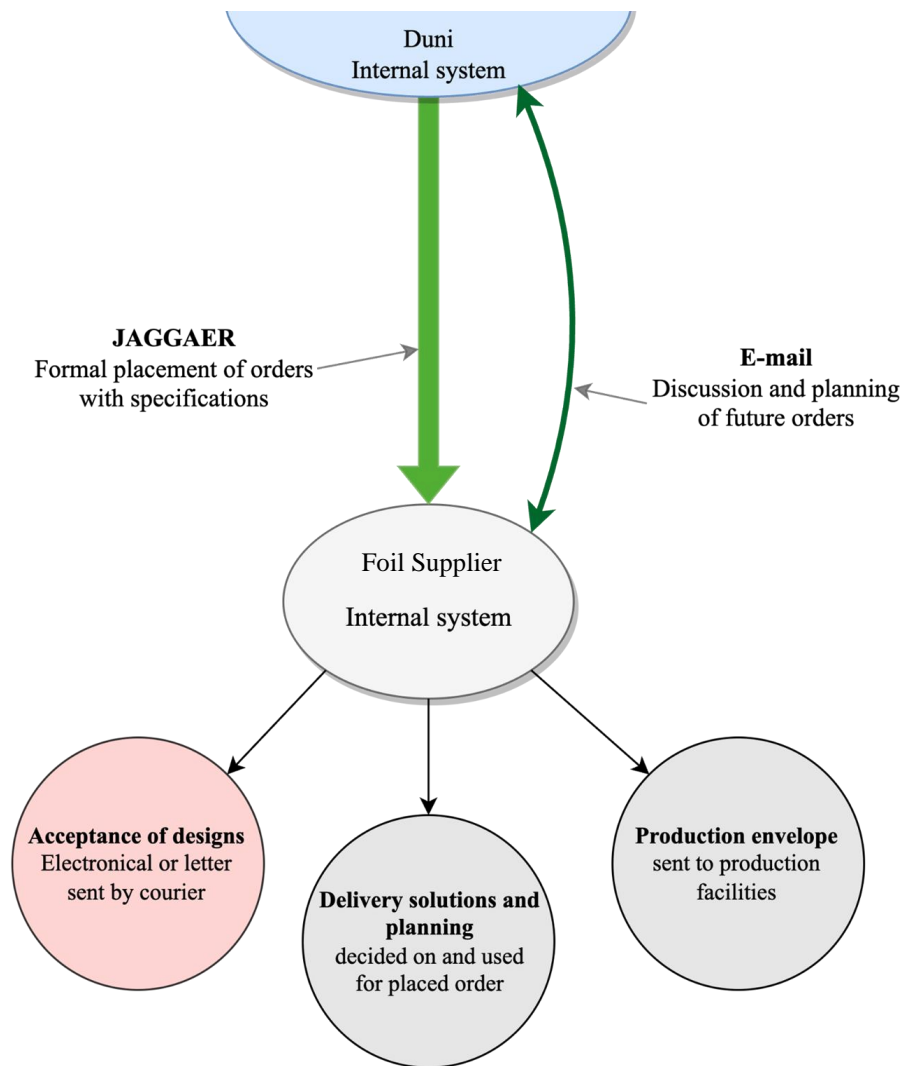 Duni
Internal system
JAGGAER
Formal placement of orders
with specifications
E-mail
Discussion and planning
of future orders
Foil Supplier
Internal system
Acceptance of designs
Electronical or letter
sent by courier
Delivery solutions and
planning
decided on and used
for placed order
Production envelope
sent to production
facilities